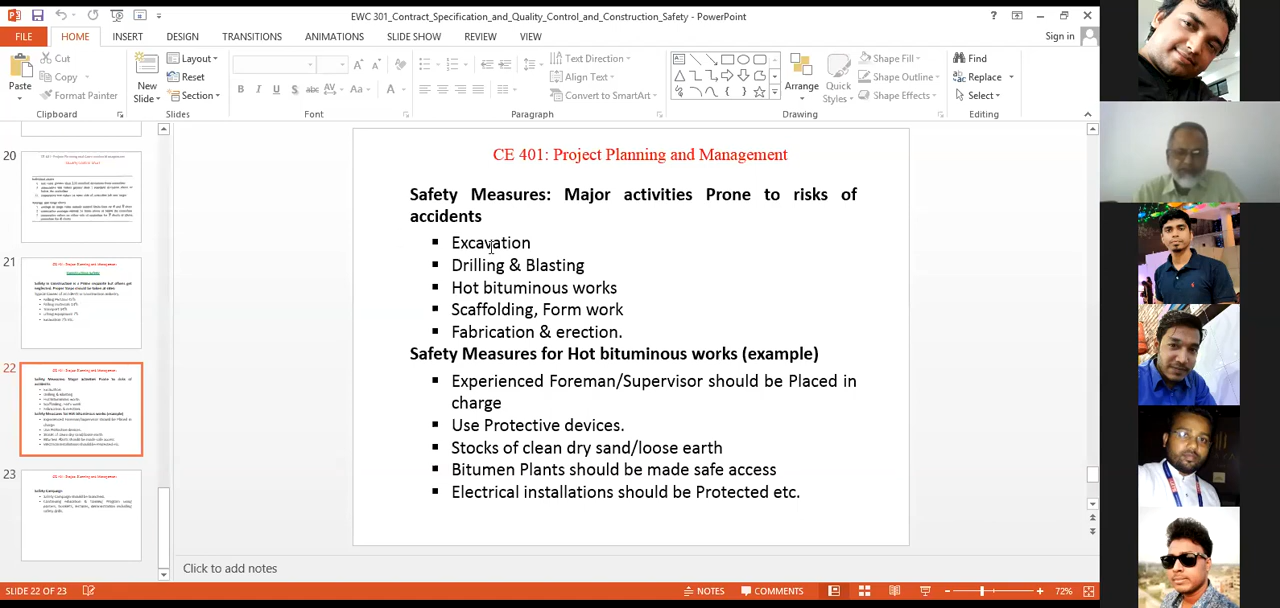 EWC 301_Contract_Specification_and_Quality_Control_and_Construction_Safety - PowerPoint
FILE HOME INSERT DESIGN TRANSITIONS ANIMATIONS SLIDE SHOW REVIEW VIEW Sign in
Cut
Copy
Format Painter
Paste
Clipboard
New
Slide
Layout
Reset
Section
Slides
Font
Text Direction
Align Text
Convert to SmartArt
Paragraph
Arrange
Quick
Styles
Shape Fill
Shape Outline
Shape Effects
Drawing
Find
Replace
Select
Editing
20
21
22
23
CE 401: Project Planning and Management
Safety Measures: Major activities Prone to risks of
accidents
Excavation
Drilling & Blasting
Hot bituminous works
Scaffolding, Form work
Fabrication & erection.
Safety Measures for Hot bituminous works (example)
Experienced Foreman/Supervisor should be Placed in
charge
Use Protective devices.
Stocks of clean dry sand/loose earth
Bitumen Plants should be made safe access
Electrical installations should be Protected etc.
Click to add notes
SLIDE 22 OF 23 NOTES COMMENTS 72%